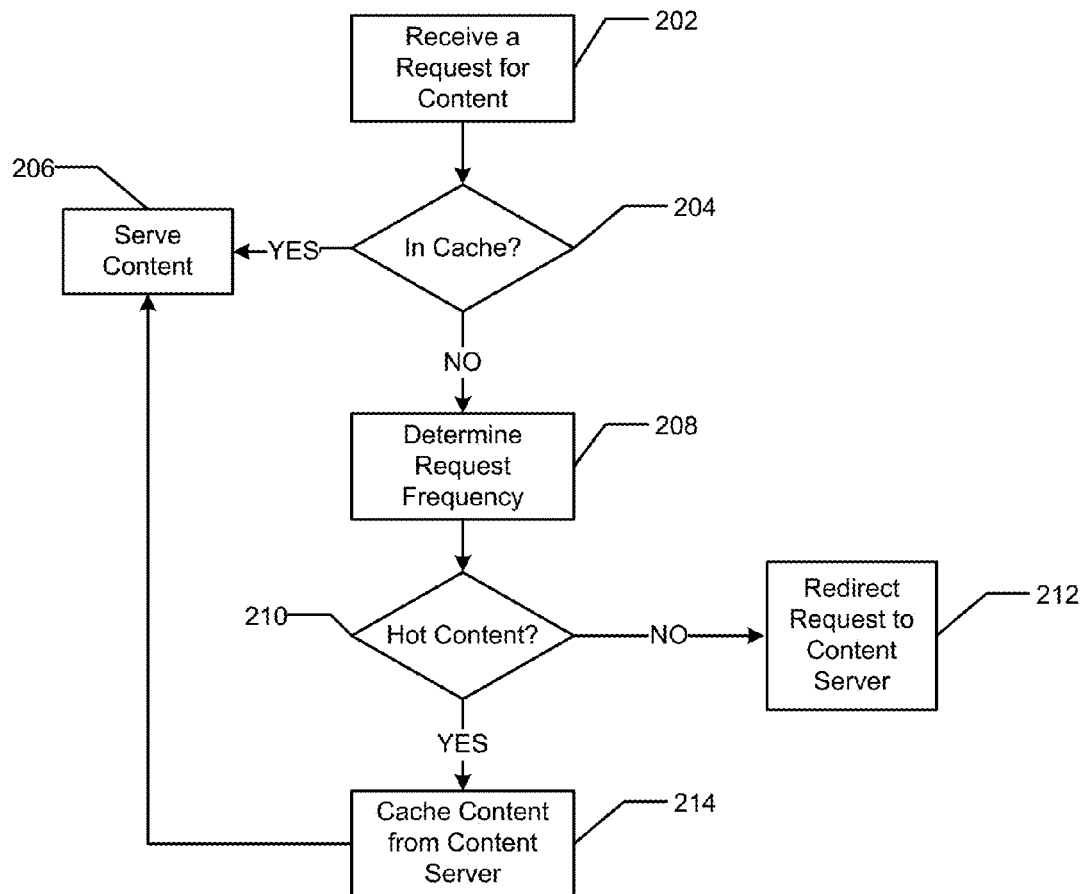 Receive a
Request for
Content
202
206
Serve
Content
YES
In Cache?
204
NO
Determine
Request
Frequency
208
210
Hot Content?
NO
Redirect
Request to
Content
Server
212
YES
Cache Content
from Content
Server
214